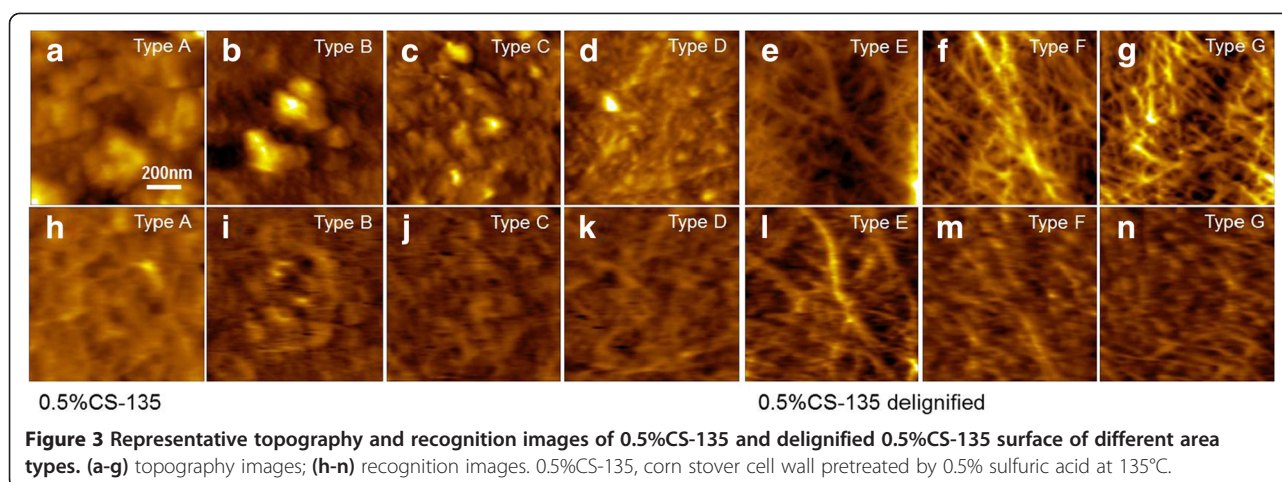 a Type A b Type B c Type C d Type D e Type E f Type F g Type G
200nm
h Type A i Type B j Type C k Type D l Type E m Type F n Type G
0.5%CS-135 0.5%CS-135 delignified
Figure 3 Representative topography and recognition images of 0.5%CS-135 and delignified 0.5%CS-135 surface of different area
types. (a-g) topography images; (h-n) recognition images. 0.5%CS-135, corn stover cell wall pretreated by 0.5% sulfuric acid at 135°C.